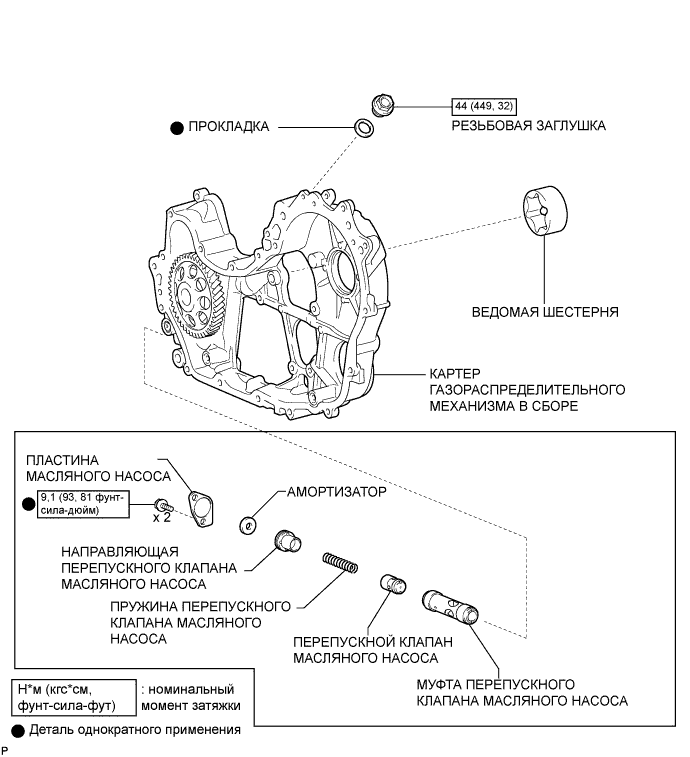 44 (449, 32)
ПРОКЛАДКА
РЕЗЬБОВАЯ ЗАГЛУШКА
ВЕДОМАЯ ШЕСТЕРНЯ
КАРТЕР
ГАЗОРАСПРЕДЕЛИТЕЛЬНОГО
МЕХАНИЗМА В СБОРЕ
ПЛАСТИНА
МАСЛЯНОГО НАСОСА
9,1 (93, 81 фунт-
сила-дюйм)
x 2
АМОРТИЗАТОР
НАПРАВЛЯЮЩАЯ
ПЕРЕПУСКНОГО КЛАПАНА
МАСЛЯНОГО НАСОСА
ПРУЖИНА ПЕРЕПУСКНОГО
КЛАПАНА МАСЛЯНОГО
НАСОСА
ПЕРЕПУСКНОЙ КЛАПАН
МАСЛЯНОГО НАСОСА
МУФТА ПЕРЕПУСКНОГО
КЛАПАНА МАСЛЯНОГО НАСОСА
Н*м (кгс*см,
фунт-сила-фут)
: номинальный
момент затяжки
Деталь однократного применения
P